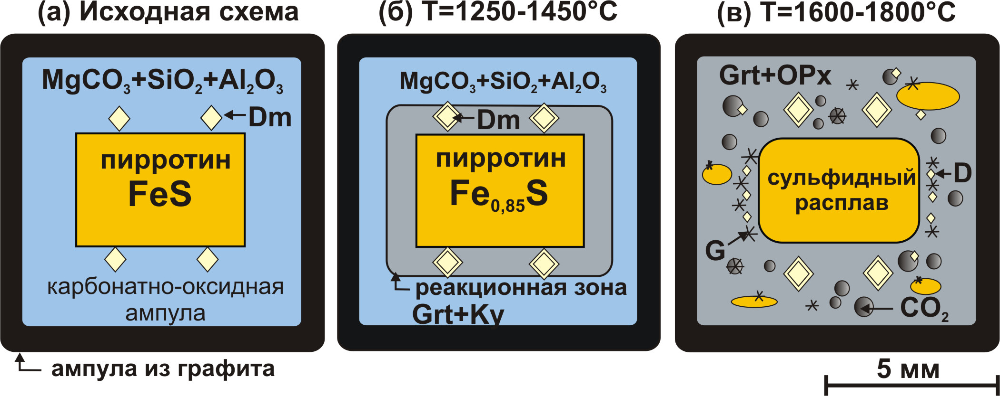 (а) Исходная схема
MgCO₃+SiO₂+Al₂O₃
Dm
пирротин
FeS
карбонатно-оксидная
ампула
ампула из графита
(б) T=1250-1450°C
MgCO₃+SiO₂+Al₂O₃
Dm
пирротин
Fe₀,₈₅S
реакционная зона
Grt+Ky
(в) T=1600-1800°C
Grt+OPx
сульфидный
расплав
D
G
CO₂
5 мм